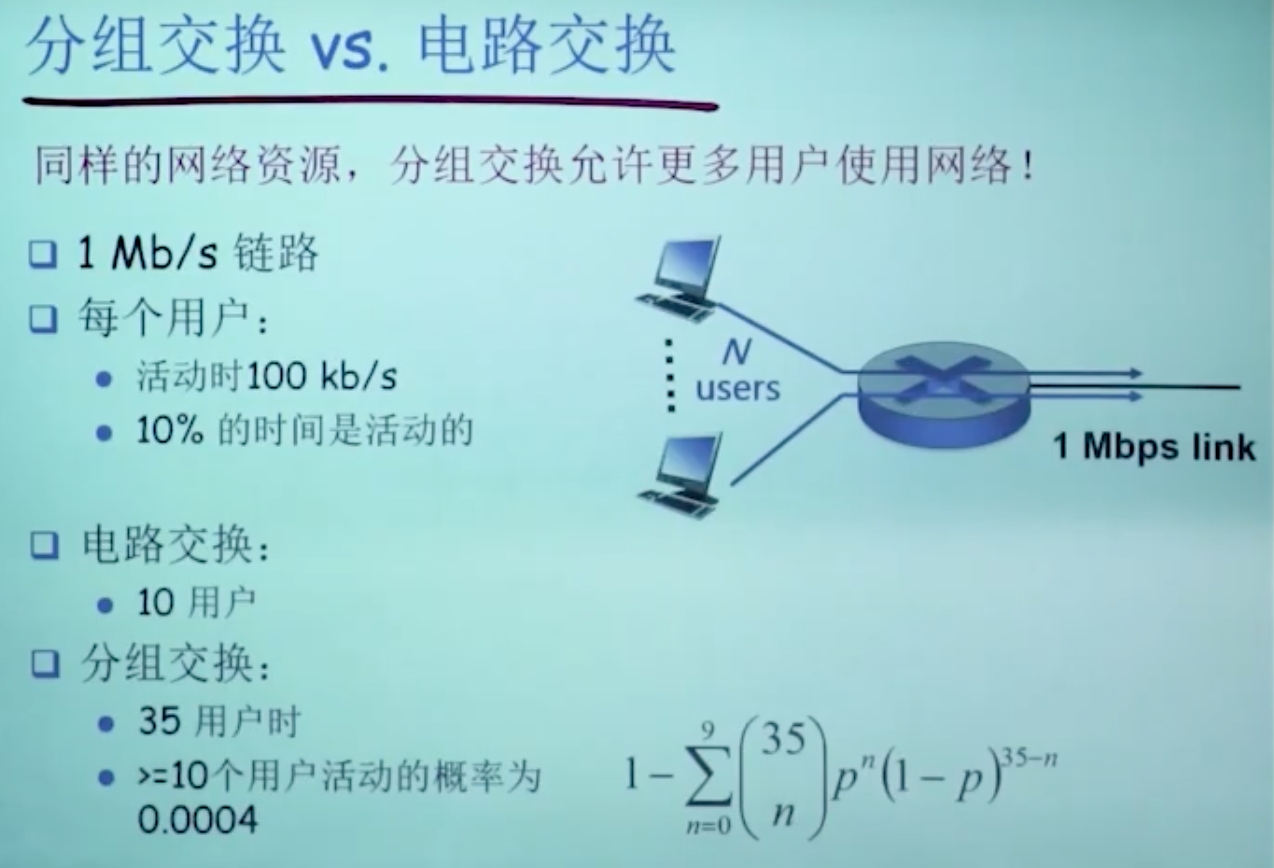 分组交换 vs. 电路交换
同样的网络资源，分组交换允许更多用户使用网络！
1 Mb/s 链路
每个用户：
活动时100 kb/s
10% 的时间是活动的
N
users
1 Mbps link
电路交换：
10 用户
分组交换：
35 用户时
>=10个用户活动的概率为
0.0004
1-∑_{n=0}^{9}\binom{35}{n}p^n(1-p)^{35-n}